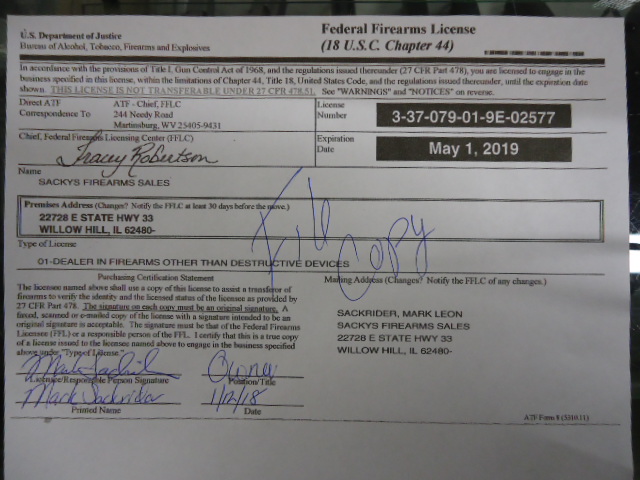 U.S. Department of Justice
Bureau of Alcohol, Tobacco, Firearms and Explosives
Federal Firearms License
(18 U.S.C. Chapter 44)
In accordance with the provisions of Title I, Gun Control Act of 1968, and the regulations issued thereunder (27 CFR Part 478), you are licensed to engage in the
business specified in this license, within the limitations of Chapter 44, Title 18, United States Code, and the regulations issued thereunder, until the expiration date
shown. THIS LICENSE IS NOT TRANSFERABLE UNDER 27 CFR 478.51. See "WARNINGS" and "NOTICES" on reverse.
Direct ATF
Correspondence To
ATF - Chief, FFLC
244 Needy Road
Martinsburg, WV 25405-9431
License
Number
3-37-079-01-9E-02577
Chief, Federal Firearms Licensing Center (FFLC)
Tracey Robertson
Expiration
Date
May 1, 2019
Name
SACKYS FIREARMS SALES
Premises Address (Changes? Notify the FFLC at least 30 days before the move.)
22728 E STATE HWY 33
WILLOW HILL, IL 62480-
File
Copy
Type of License
01-DEALER IN FIREARMS OTHER THAN DESTRUCTIVE DEVICES
Purchasing Certification Statement
The licensee named above shall use a copy of this license to assist a transferor of
firearms to verify the identity and the licensed status of the licensee as provided by
27 CFR Part 478. The signature on each copy must be an original signature. A
faxed, scanned or e-mailed copy of the license with a signature intended to be an
original signature is acceptable. The signature must be that of the Federal Firearms
Licensee (FFL) or a responsible person of the FFL. I certify that this is a true copy
of a license issued to the licensee named above to engage in the business specified
above under "Type of License."
Mailing Address (Changes? Notify the FFLC of any changes.)
SACKRIDER, MARK LEON
SACKYS FIREARMS SALES
22728 E STATE HWY 33
WILLOW HILL, IL 62480-
Mark Sackrider Owner
Licensee/Responsible Person Signature Position/Title
Mark Sackrider 1/12/18
Printed Name Date
ATF Form 8 (5310.11)